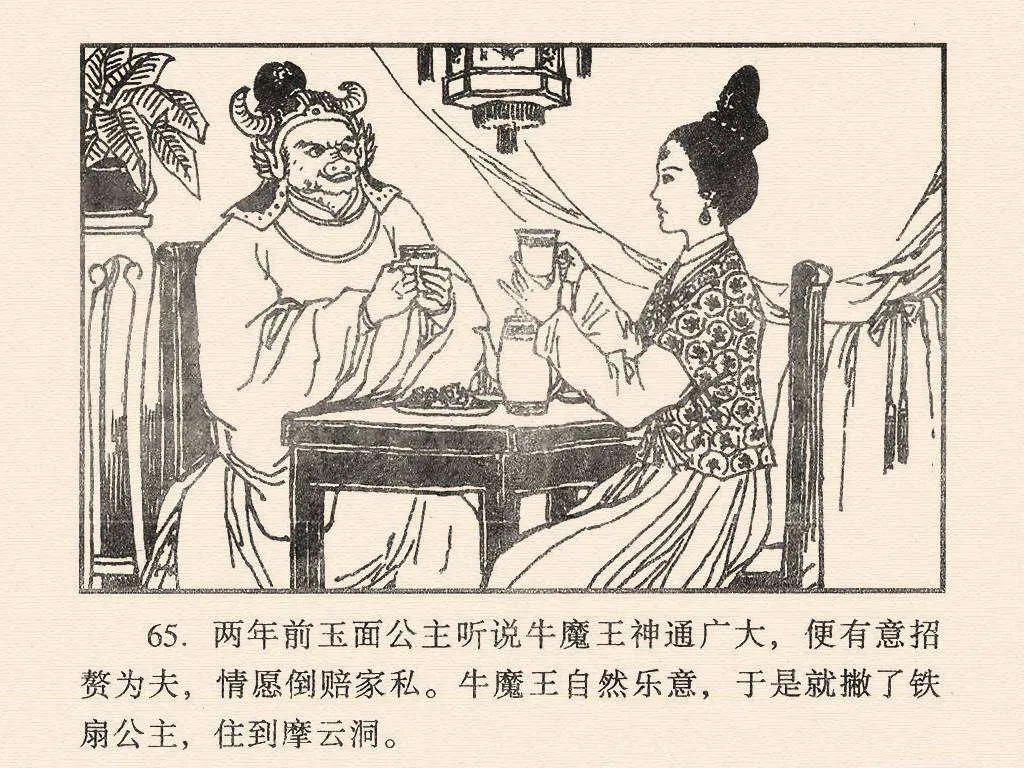 65. 两年前玉面公主听说牛魔王神通广大，便有意招
赘为夫，情愿倒赔家私。牛魔王自然乐意，于是就撇了铁
扇公主，住到摩云洞。